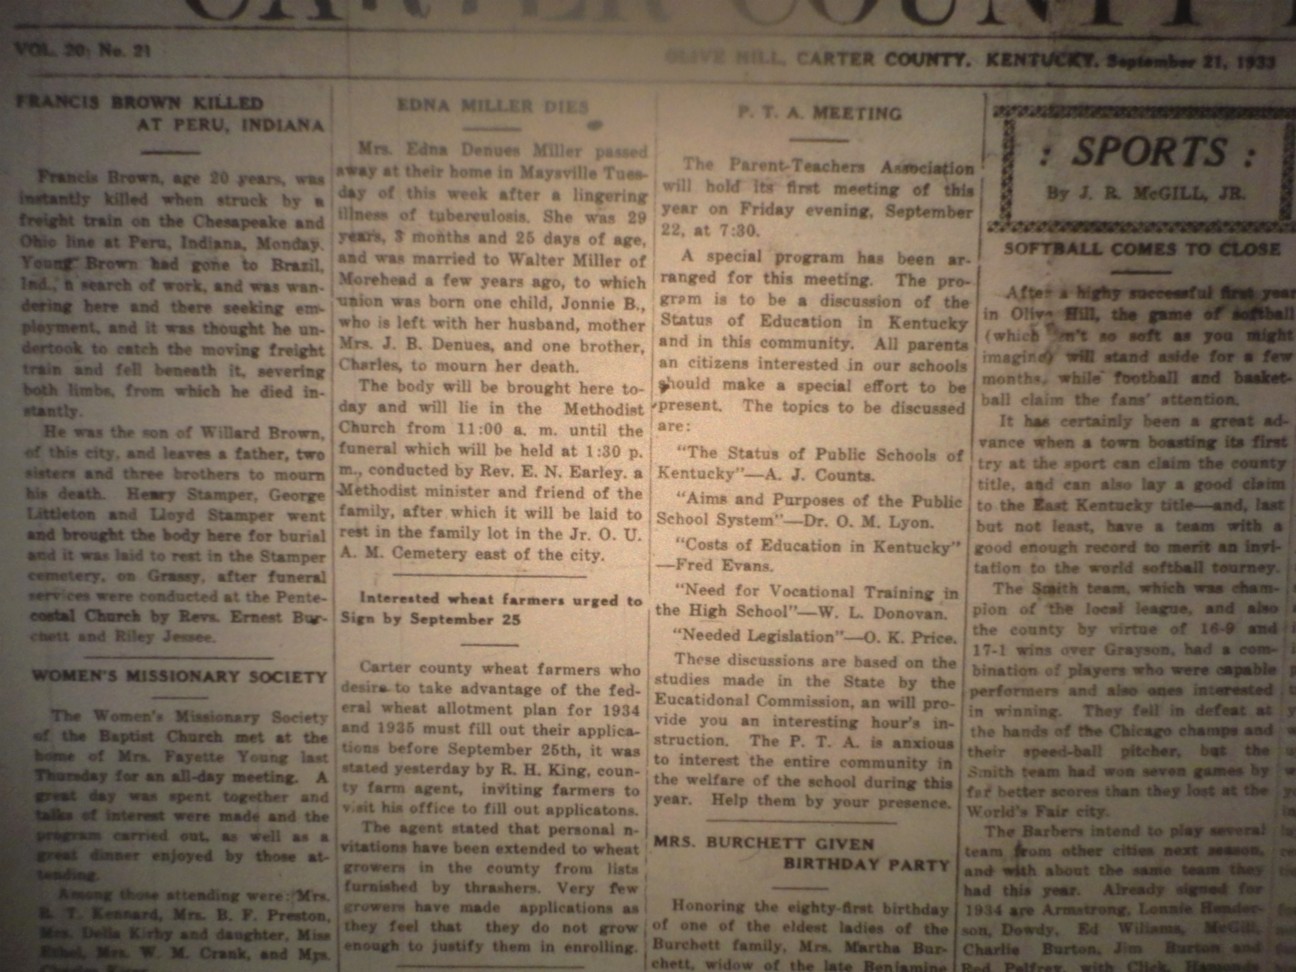 CARTER COUNTY
VOL. 20; No. 21
OLIVE HILL, CARTER COUNTY, KENTUCKY, September 21, 1933
FRANCIS BROWN KILLED
AT PERU, INDIANA
Francis Brown, age 20 years, was
instantly killed when struck by a
freight train on the Chesapeake and
Ohio line at Peru, Indiana, Monday.
Young Brown had gone to Brazil,
Ind., n search of work, and was wan-
dering here and there seeking em-
ployment, and it was thought he un-
dertook to catch the moving freight
train and fell beneath it, severing
both limbs, from which he died in-
stantly.
He was the son of Willard Brown,
of this city, and leaves a father, two
sisters and three brothers to mourn
his death. Henry Stamper, George
Littleton and Lloyd Stamper went
and brought the body here for burial
and it was laid to rest in the Stamper
cemetery, on Grassy, after funeral
services were conducted at the Pente-
costal Church by Revs. Ernest Bur-
chett and Riley Jessee.
WOMEN'S MISSIONARY SOCIETY
The Women's Missionary Society
of the Baptist Church met at the
home of Mrs. Fayette Young last
Thursday for an all-day meeting. A
great day was spent together and
talks of interest were made and the
program carried out, as well as a
great dinner enjoyed by those at-
tending.
Among those attending were: Mrs.
R. T. Kennard, Mrs. B. F. Preston,
Mrs. Della Kirby and daughter, Miss
Ethel, Mrs. W. M. Crank, and Mrs.
EDNA MILLER DIES
Mrs. Edna Denues Miller passed
away at their home in Maysville Tues-
day of this week after a lingering
illness of tubereulosis. She was 29
years, 3 months and 25 days of age,
and was married to Walter Miller of
Morehead a few years ago, to which
union was born one child, Jonnie B.,
who is left with her husband, mother
Mrs. J. B. Denues, and one brother,
Charles, to mourn her death.
The body will be brought here to-
day and will lie in the Methodist
Church from 11:00 a. m. until the
funeral which will be held at 1:30 p.
m., conducted by Rev. E. N. Earley. a
Methodist minister and friend of the
family, after which it will be laid to
rest in the family lot in the Jr. O. U.
A. M. Cemetery east of the city.
Interested wheat farmers urged to
Sign by September 25
Carter county wheat farmers who
desire to take advantage of the fed-
eral wheat allotment plan for 1934
and 1935 must fill out their applica-
tions before September 25th, it was
stated yesterday by R. H. King, coun-
ty farm agent, inviting farmers to
visit his office to fill out applicatons.
The agent stated that personal n-
vitations have been extended to wheat
growers in the county from lists
furnished by thrashers. Very few
growers have made applications as
they feel that they do not grow
enough to justify them in enrolling.
P. T. A. MEETING
The Parent-Teachers Association
will hold its first meeting of this
year on Friday evening, September
22, at 7:30.
A special program has been ar-
ranged for this meeting. The pro-
gram is to be a discussion of the
Status of Education in Kentucky
and in this community. All parents
an citizens interested in our schools
should make a special effort to be
present. The topics to be discussed
are:
"The Status of Public Schools of
Kentucky"—A. J. Counts.
"Aims and Purposes of the Public
School System"—Dr. O. M. Lyon.
"Costs of Education in Kentucky"
—Fred Evans.
"Need for Vocational Training in
the High School"—W. L. Donovan.
"Needed Legislation"—O. K. Price.
These discussions are based on the
studies made in the State by the
Eucatidonal Commission, an will pro-
vide you an interesting hour's in-
struction. The P. T. A. is anxious
to interest the entire community in
the welfare of the school during this
year. Help them by your presence.
MRS. BURCHETT GIVEN
BIRTHDAY PARTY
Honoring the eighty-first birthday
of one of the eldest ladies of the
Burchett family, Mrs. Martha Bur-
chett, widow of the late Benjamine
: SPORTS :
By J. R. McGILL, JR.
SOFTBALL COMES TO CLOSE
After a highy successful first year
in Olive Hill, the game of softball
(which isn't so soft as you might
imagine) will stand aside for a few
months, while football and basket-
ball claim the fans' attention.
It has certainly been a great ad-
vance when a town boasting its first
try at the sport can claim the county
title, and can also lay a good claim
to the East Kentucky title—and, last
but not least, have a team with a
good enough record to merit an invi-
tation to the world softball tourney.
The Smith team, which was cham-
pion of the local league, and also
the county by virtue of 16-9 and
17-1 wins over Grayson, had a com-
bination of players who were capable
performers and also ones interested
in winning. They fell in defeat at
the hands of the Chicago champs and
their speed-ball pitcher, but the
Smith team had won seven games by
far better scores than they lost at the
World's Fair city.
The Barbers intend to play several
team from other cities next season,
and with about the same team they
had this year. Already signed for
1934 are Armstrong, Lonnie Hender-
son, Dowdy, Ed Wiliams, McGill,
Charlie Burton, Jim Burton and
Red Pelfrey, with Click,